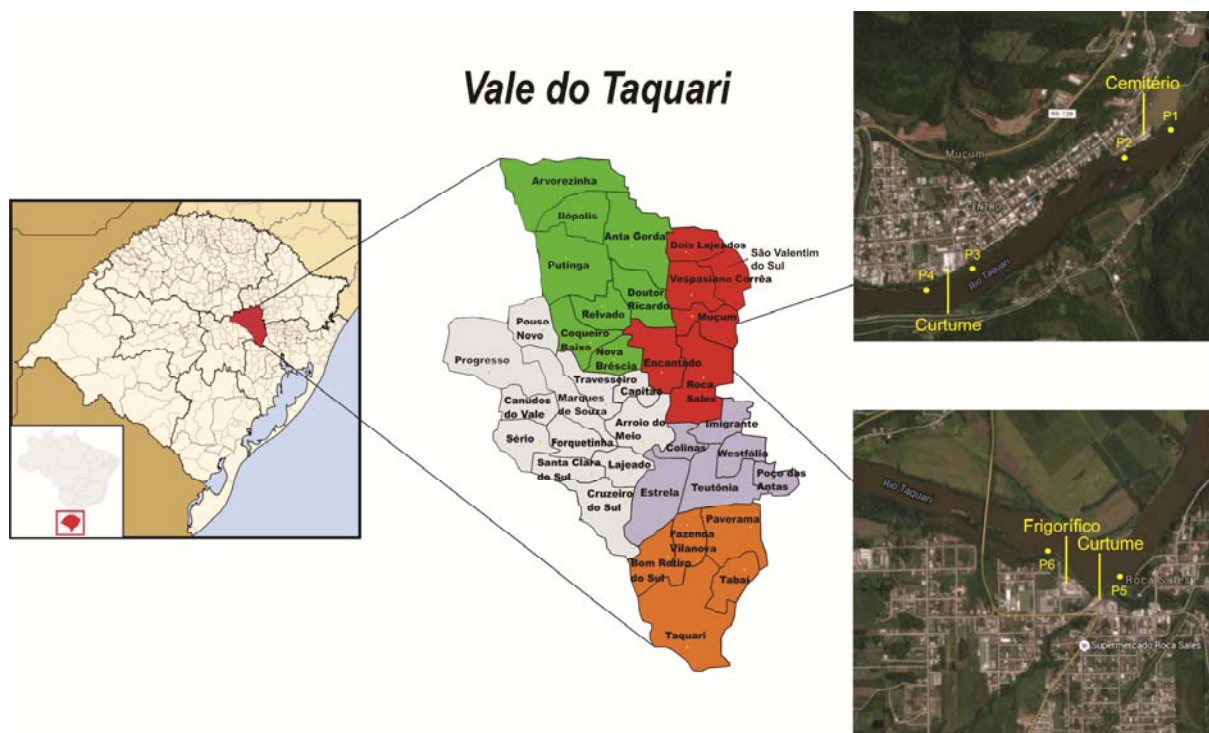 Vale do Taquari
Arvorezinha
Ilópolis
Anta Gorda
Dois Lajeados
São Valentim
do Sul
Putinga
Vespasiano Corrêa
Doutor
Ricardo
Relvado
Muçum
Pouso
Novo
Coqueiro
Baixo
Nova
Bréscia
Encantado
Progresso
Travesseiro
Capitão
Roca
Sales
Canudos
do Vale
Marques
de Souza
Arroio do
Meio
Imigrante
Sério
Forquetinha
Colinas
Westfália
Santa Clara
do Sul
Lajeado
Poço das
Antas
Estrela
Teutônia
Cruzeiro
do Sul
Paverama
Fazenda
Vilanova
Bom Retiro
do Sul
Tabaí
Taquari
Cemitério
P1
RS-129
P2
Muçum
CENTRO
P3
P4
Rio Taquari
Curtume
Rio Taquari
Frigorífico
Curtume
P6
Roca Sales
P5
Supermercado Roca Sales